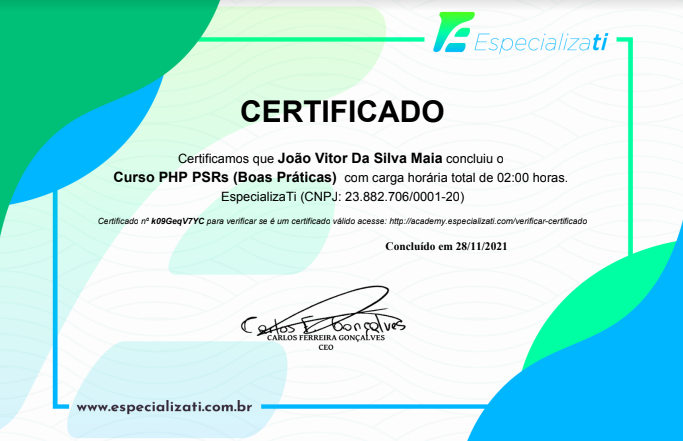 Especializati
CERTIFICADO
Certificamos que João Vitor Da Silva Maia concluiu o
Curso PHP PSRs (Boas Práticas) com carga horária total de 02:00 horas.
EspecializaTi (CNPJ: 23.882.706/0001-20)
Certificado nº k09GeqV7YC para verificar se é um certificado válido acesse: http://academy.especializati.com/verificar-certificado
Concluído em 28/11/2021
Carlos F Gonçalves
CARLOS FERREIRA GONÇALVES
CEO
www.especializati.com.br